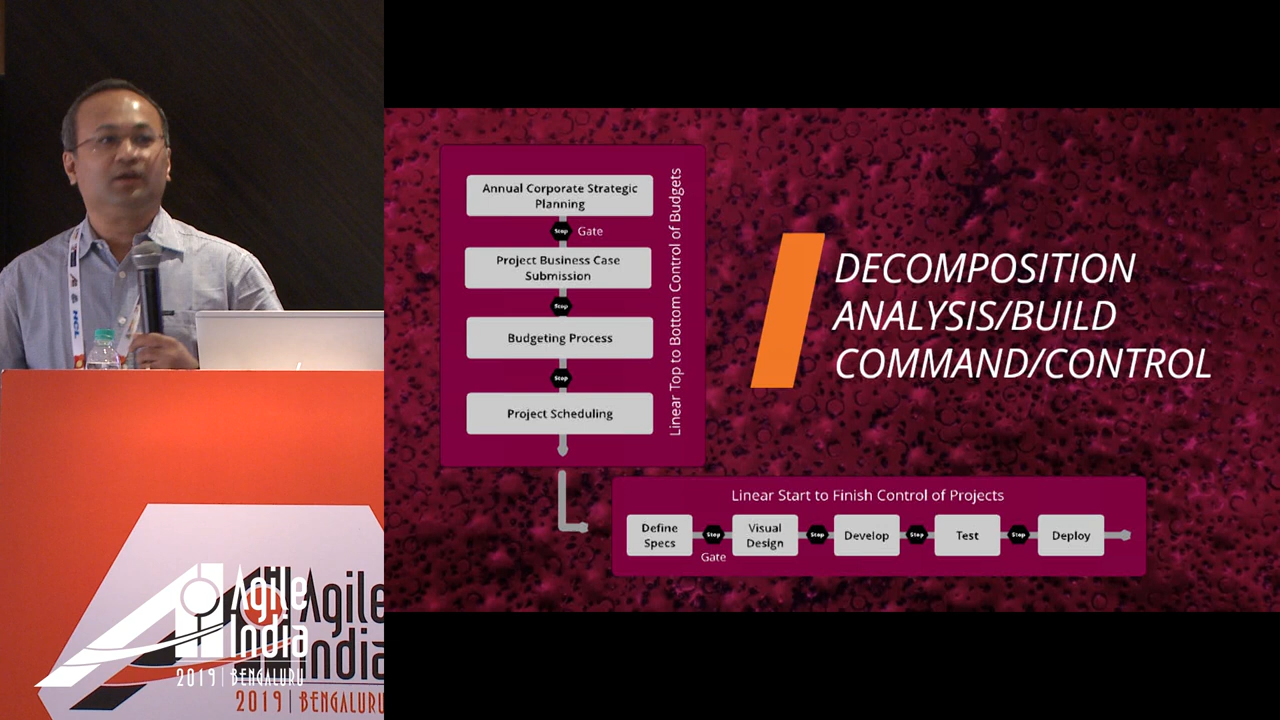 Annual Corporate Strategic
Planning
Stop
Gate
Project Business Case
Submission
Stop
Budgeting Process
Stop
Project Scheduling
Linear Top to Bottom Control of Budgets
DECOMPOSITION
ANALYSIS/BUILD
COMMAND/CONTROL
Linear Start to Finish Control of Projects
Define
Specs
Stop
Gate
Visual
Design
Stop
Develop
Stop
Test
Stop
Deploy
HCL
Agile
India
2019 | BENGALURU
Agile
India
2019 | BENGALURU